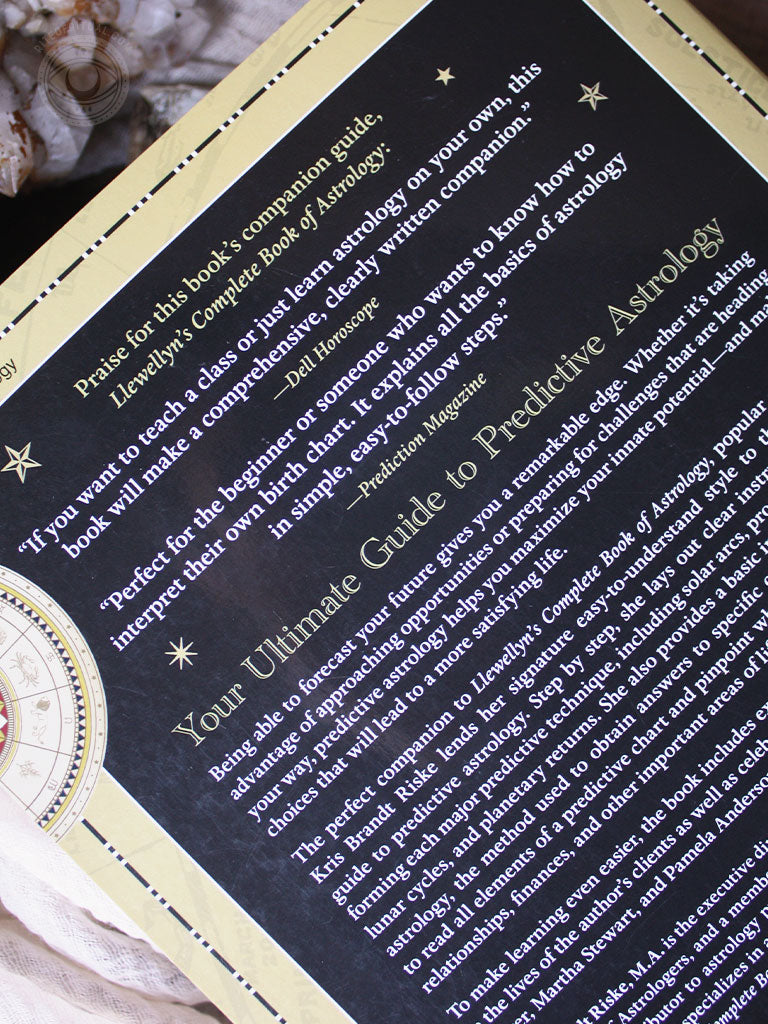 Praise for this book's companion guide,
Llewellyn's Complete Book of Astrology:
"If you want to teach a class or just learn astrology on your own, this
book will make a comprehensive, clearly written companion."
—Dell Horoscope
"Perfect for the beginner or someone who wants to know how to
interpret their own birth chart. It explains all the basics of astrology
in simple, easy-to-follow steps."
—Prediction Magazine
Your Ultimate Guide to Predictive Astrology
Being able to forecast your future gives you a remarkable edge. Whether it's taking
advantage of approaching opportunities or preparing for challenges that are heading
your way, predictive astrology helps you maximize your innate potential—and
choices that will lead to a more satisfying life.
The perfect companion to Llewellyn's Complete Book of Astrology, popular
Kris Brandt Riske lends her signature easy-to-understand style to
guide to predictive astrology. Step by step, she lays out clear
forming each major predictive technique, including solar arcs,
lunar cycles, and planetary returns. She also provides a basic
astrology, the method used to obtain answers to specific
to read all elements of a predictive chart and pinpoint
relationships, finances, and other important areas of
To make learning even easier, the book includes
the lives of the author's clients as well as
Martha Stewart, and Pamela
Riske, M.A. is the executive
Astrologers, and a
to astrology
specializes in